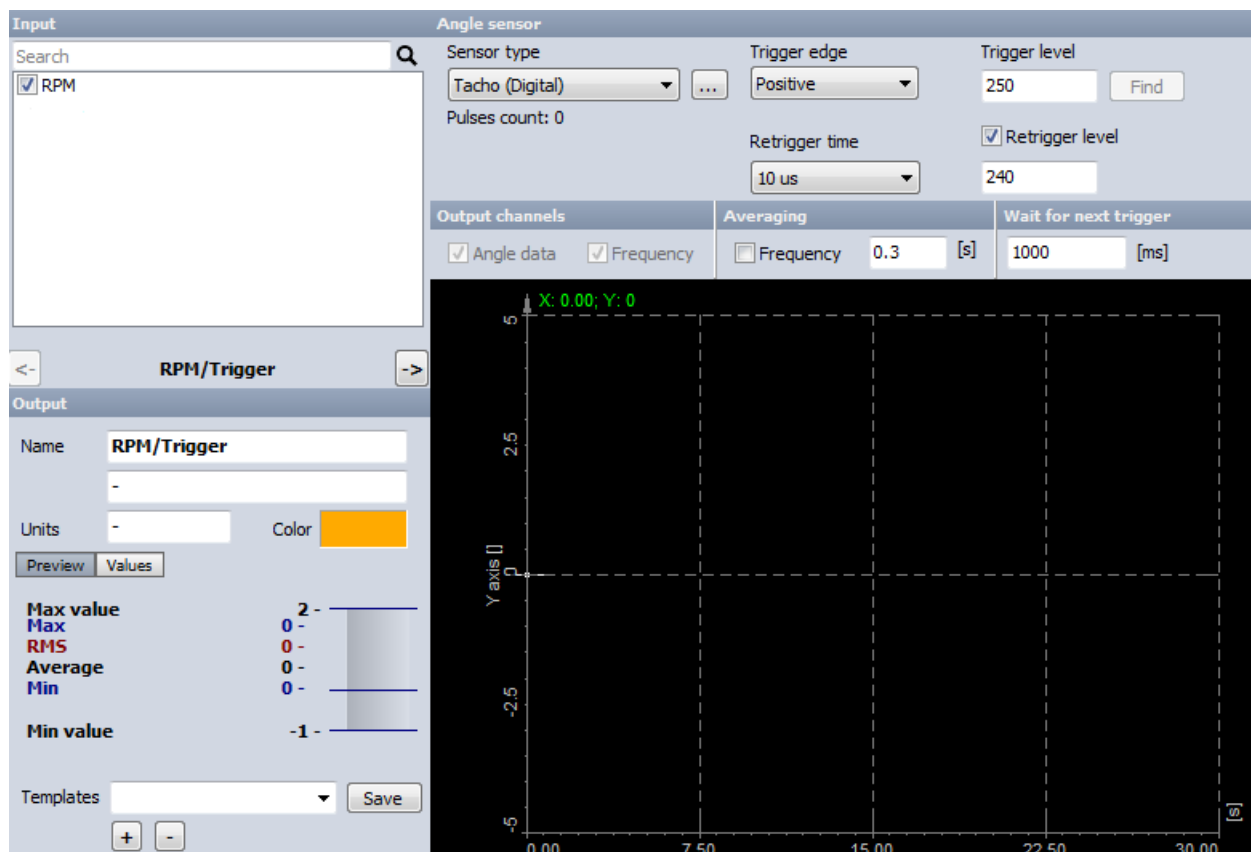 Input
Search
RPM
<-
RPM/Trigger
->
Output
Name
RPM/Trigger
-
Units
-
Color
Preview
Values
Max value
2 -
Max
0 -
RMS
0 -
Average
0 -
Min
0 -
Min value
-1 -
Templates
Save
+
-
Angle sensor
Sensor type
Trigger edge
Trigger level
Tacho (Digital)
...
Positive
250
Find
Pulses count: 0
Retrigger time
Retrigger level
10 us
240
Output channels
Averaging
Wait for next trigger
Angle data
Frequency
Frequency
0.3
[s]
1000
[ms]
X: 0.00; Y: 0
5
2.5
Y axis []
0
-2.5
-5
[s]
0.00
7.50
15.00
22.50
30.00